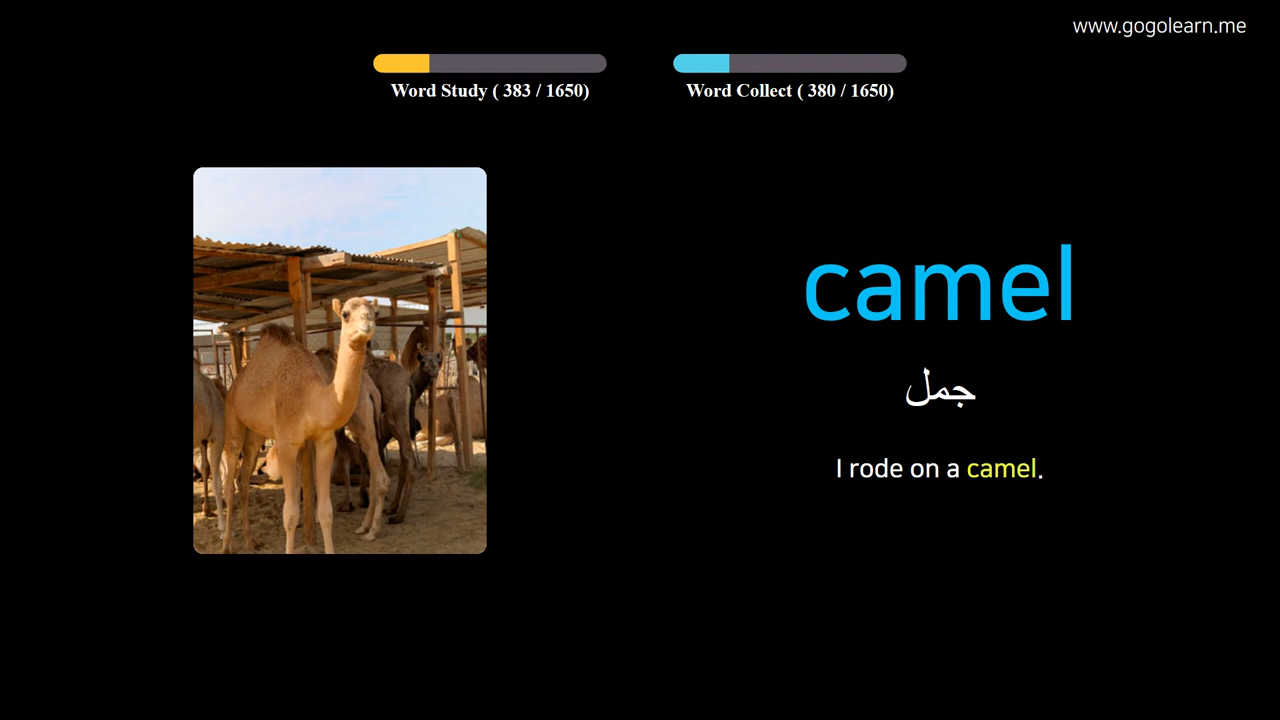 www.gogolearn.me
Word Study ( 383 / 1650)
Word Collect ( 380 / 1650)
camel
جمل
I rode on a camel.